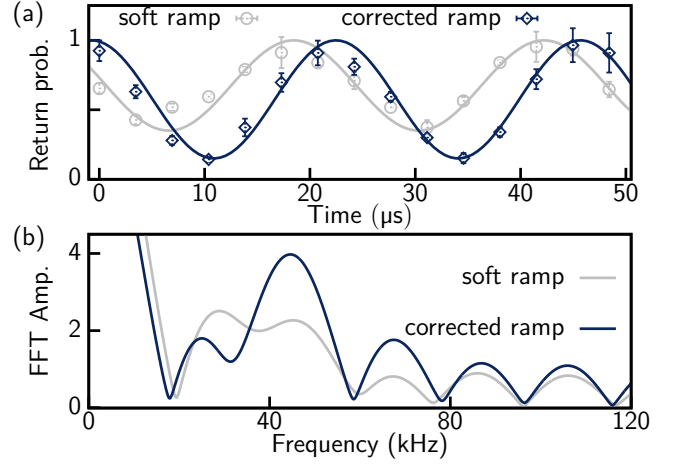 (a)
soft ramp
corrected ramp
Return prob.
1
0
0
10
20
30
40
50
Time (μs)
(b)
FFT Amp.
4
2
0
soft ramp
corrected ramp
0
40
80
120
Frequency (kHz)